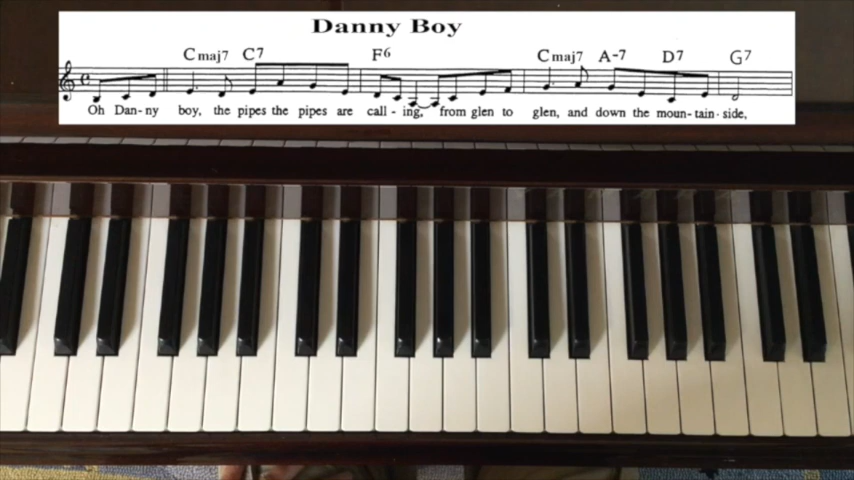 Danny Boy
Cmaj7 C7 F6 Cmaj7 A-7 D7 G7
Oh Dan-ny boy, the pipes the pipes are call - ing, from glen to glen, and down the moun-tain-side,